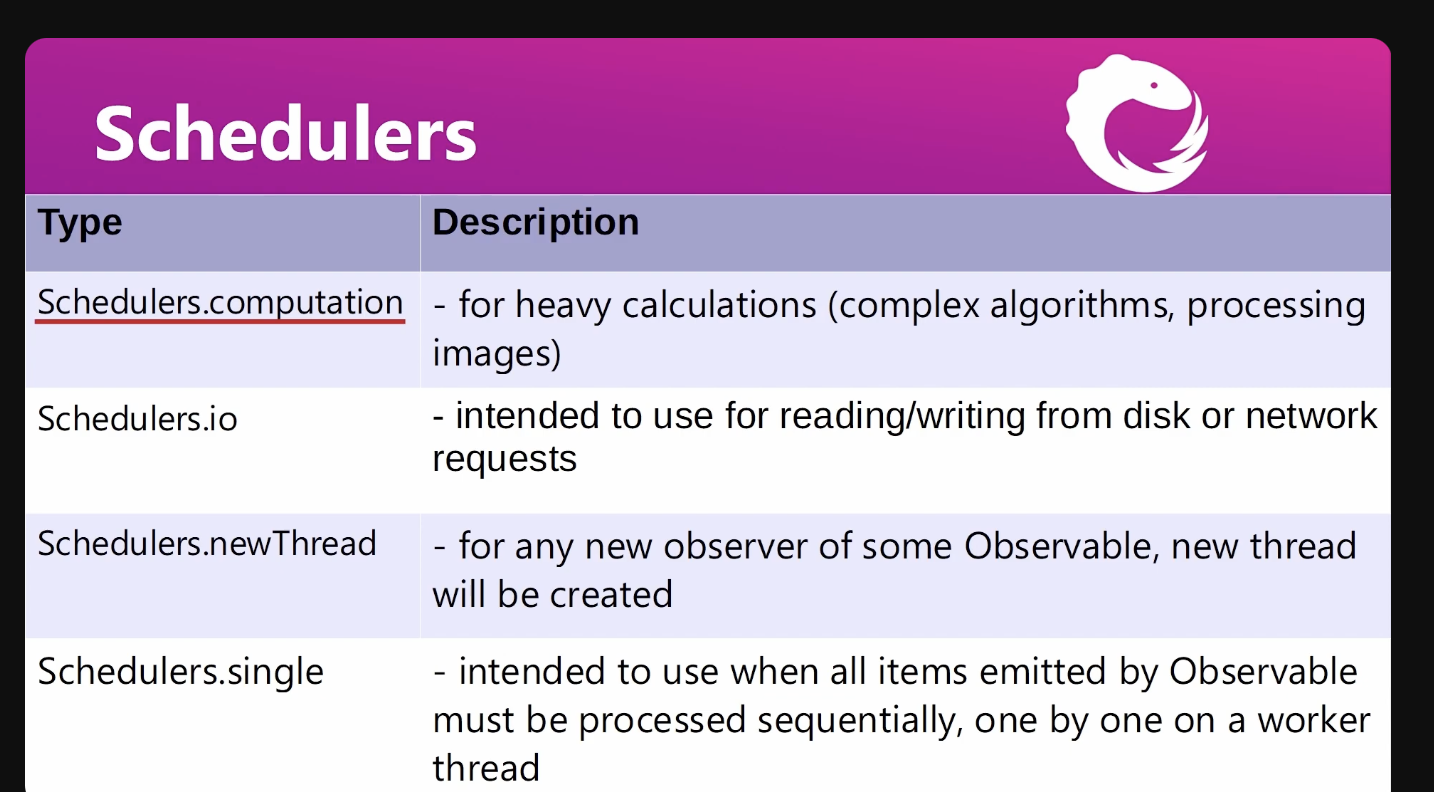 Schedulers
Type Description
Schedulers.computation - for heavy calculations (complex algorithms, processing
images)
Schedulers.io - intended to use for reading/writing from disk or network
requests
Schedulers.newThread - for any new observer of some Observable, new thread
will be created
Schedulers.single - intended to use when all items emitted by Observable
must be processed sequentially, one by one on a worker
thread